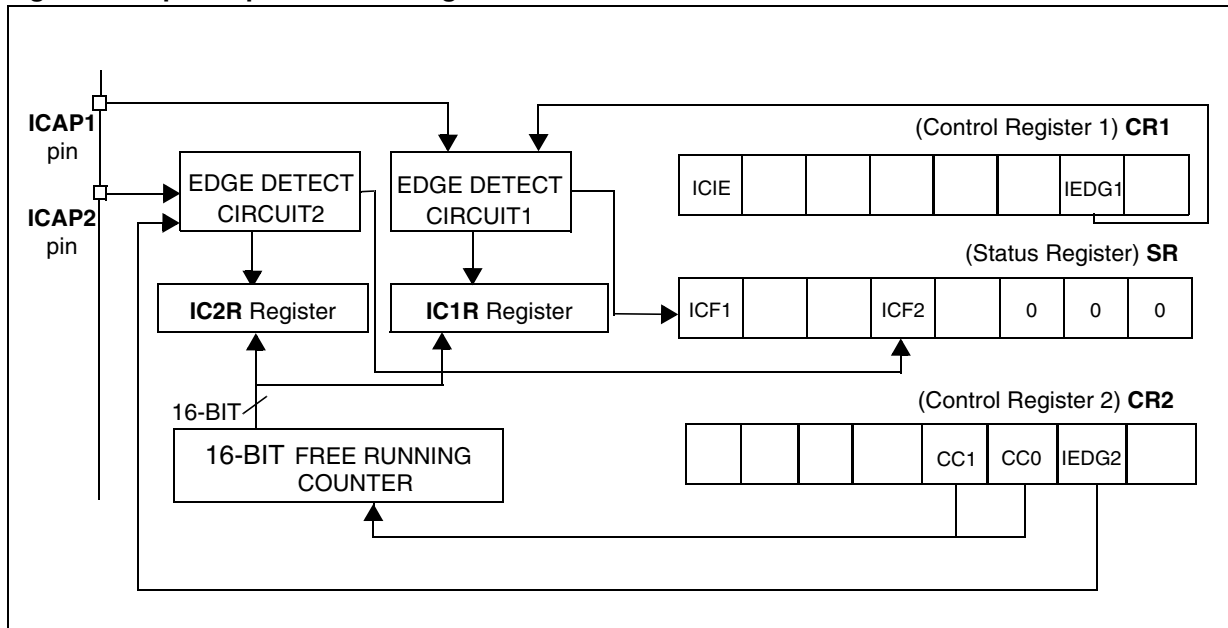 ICAP1
pin
ICAP2
pin
EDGE DETECT
CIRCUIT2
EDGE DETECT
CIRCUIT1
IC2R Register
IC1R Register
16-BIT
16-BIT FREE RUNNING
COUNTER
(Control Register 1) CR1
ICIE
IEDG1
(Status Register) SR
ICF1
ICF2
0
0
0
(Control Register 2) CR2
CC1
CC0
IEDG2